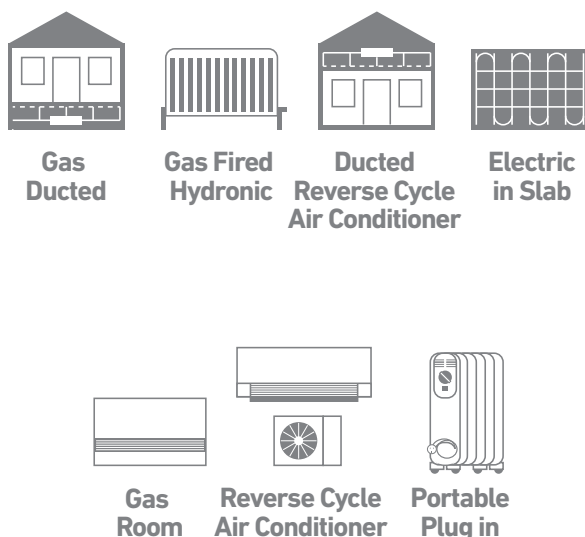 Gas
Ducted
Gas Fired
Hydronic
Ducted
Reverse Cycle
Air Conditioner
Electric
in Slab
Gas
Room
Reverse Cycle
Air Conditioner
Portable
Plug in